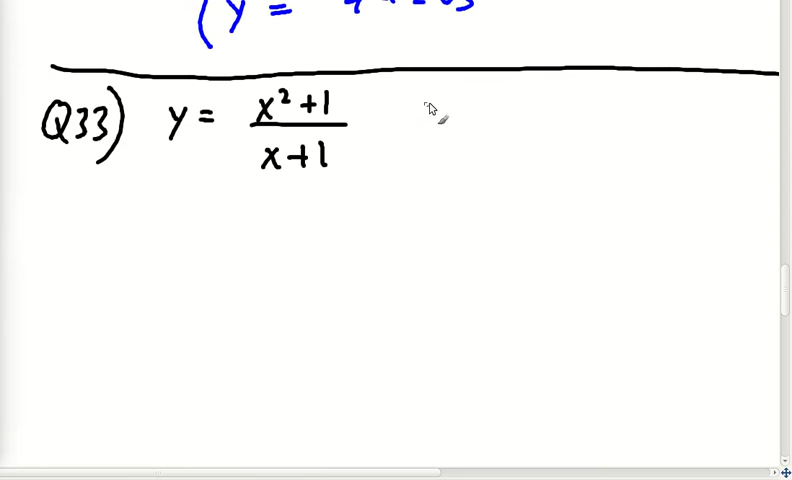 (y =
Q33) y = x² + 1
x + 1